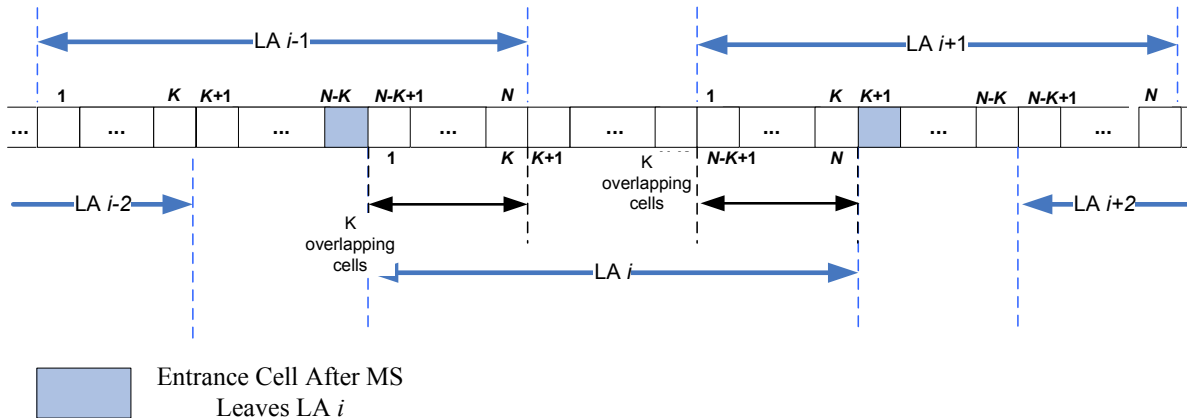 LA i-1
LA i+1
1 K K+1 N-K N-K+1 N 1 K K+1 N-K N-K+1 N
... ... ... ... ... ... ... ...
1 K K+1 N-K+1 N
K
overlapping
cells
LA i-2
LA i+2
K
overlapping
cells
LA i
Entrance Cell After MS
Leaves LA i